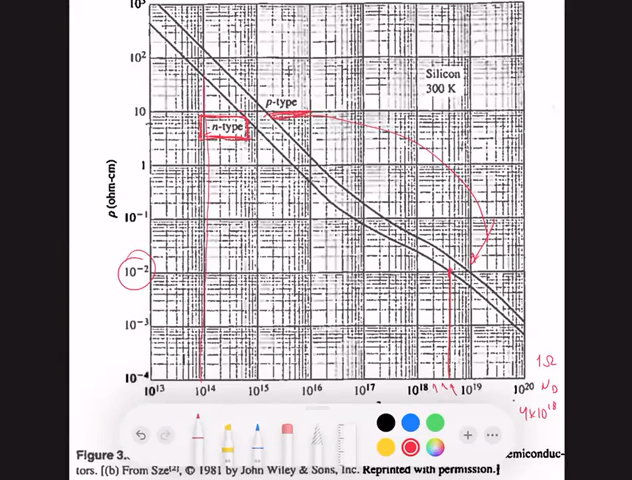 10³
10²
Silicon
300 K
p-type
10
n-type
1
ρ (ohm-cm)
10⁻¹
10⁻²
10⁻³
10⁻⁴
10¹³ 10¹⁴ 10¹⁵ 10¹⁶ 10¹⁷ 10¹⁸ 10¹⁹ 10²⁰
1Ω
N_D
4×10¹⁸
Figure 3.
emiconduc-
tors. [(b) From Sze[2], © 1981 by John Wiley & Sons, Inc. Reprinted with permission.]